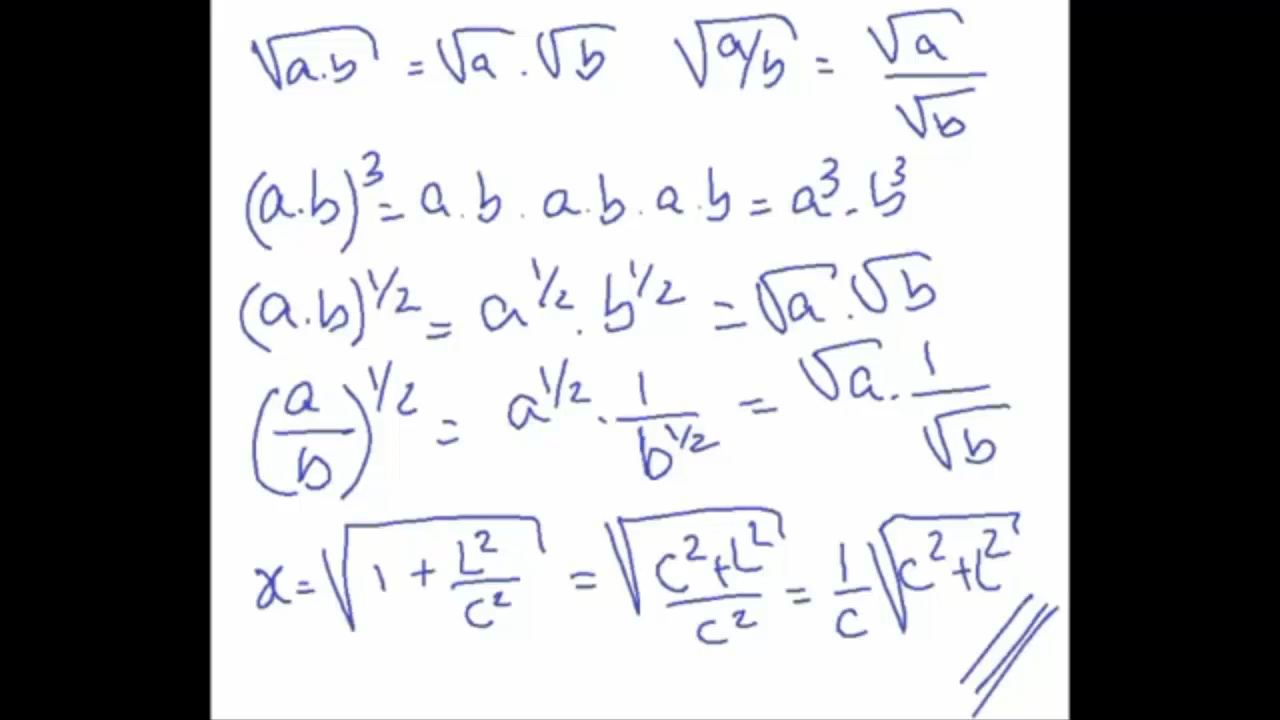 √(a.b) = √a . √b √(a/b) = √a/√b
(a.b)³ = a.b.a.b.a.b = a³.b³
(a.b)^1/2 = a^1/2 . b^1/2 = √a . √b
(a/b)^1/2 = a^1/2 . 1/b^1/2 = √a . 1/√b
x = √(1 + L²/c²) = √((c²+L²)/c²) = 1/c √(c²+L²)